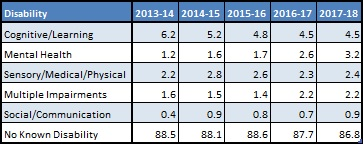 Disability 2013-14 2014-15 2015-16 2016-17 2017-18
Cognitive/Learning 6.2 5.2 4.8 4.5 4.5
Mental Health 1.2 1.6 1.7 2.6 3.2
Sensory/Medical/Physical 2.2 2.8 2.6 2.3 2.4
Multiple Impairments 1.6 1.5 1.4 2.2 2.2
Social/Communication 0.4 0.9 0.8 0.7 0.9
No Known Disability 88.5 88.1 88.6 87.7 86.8